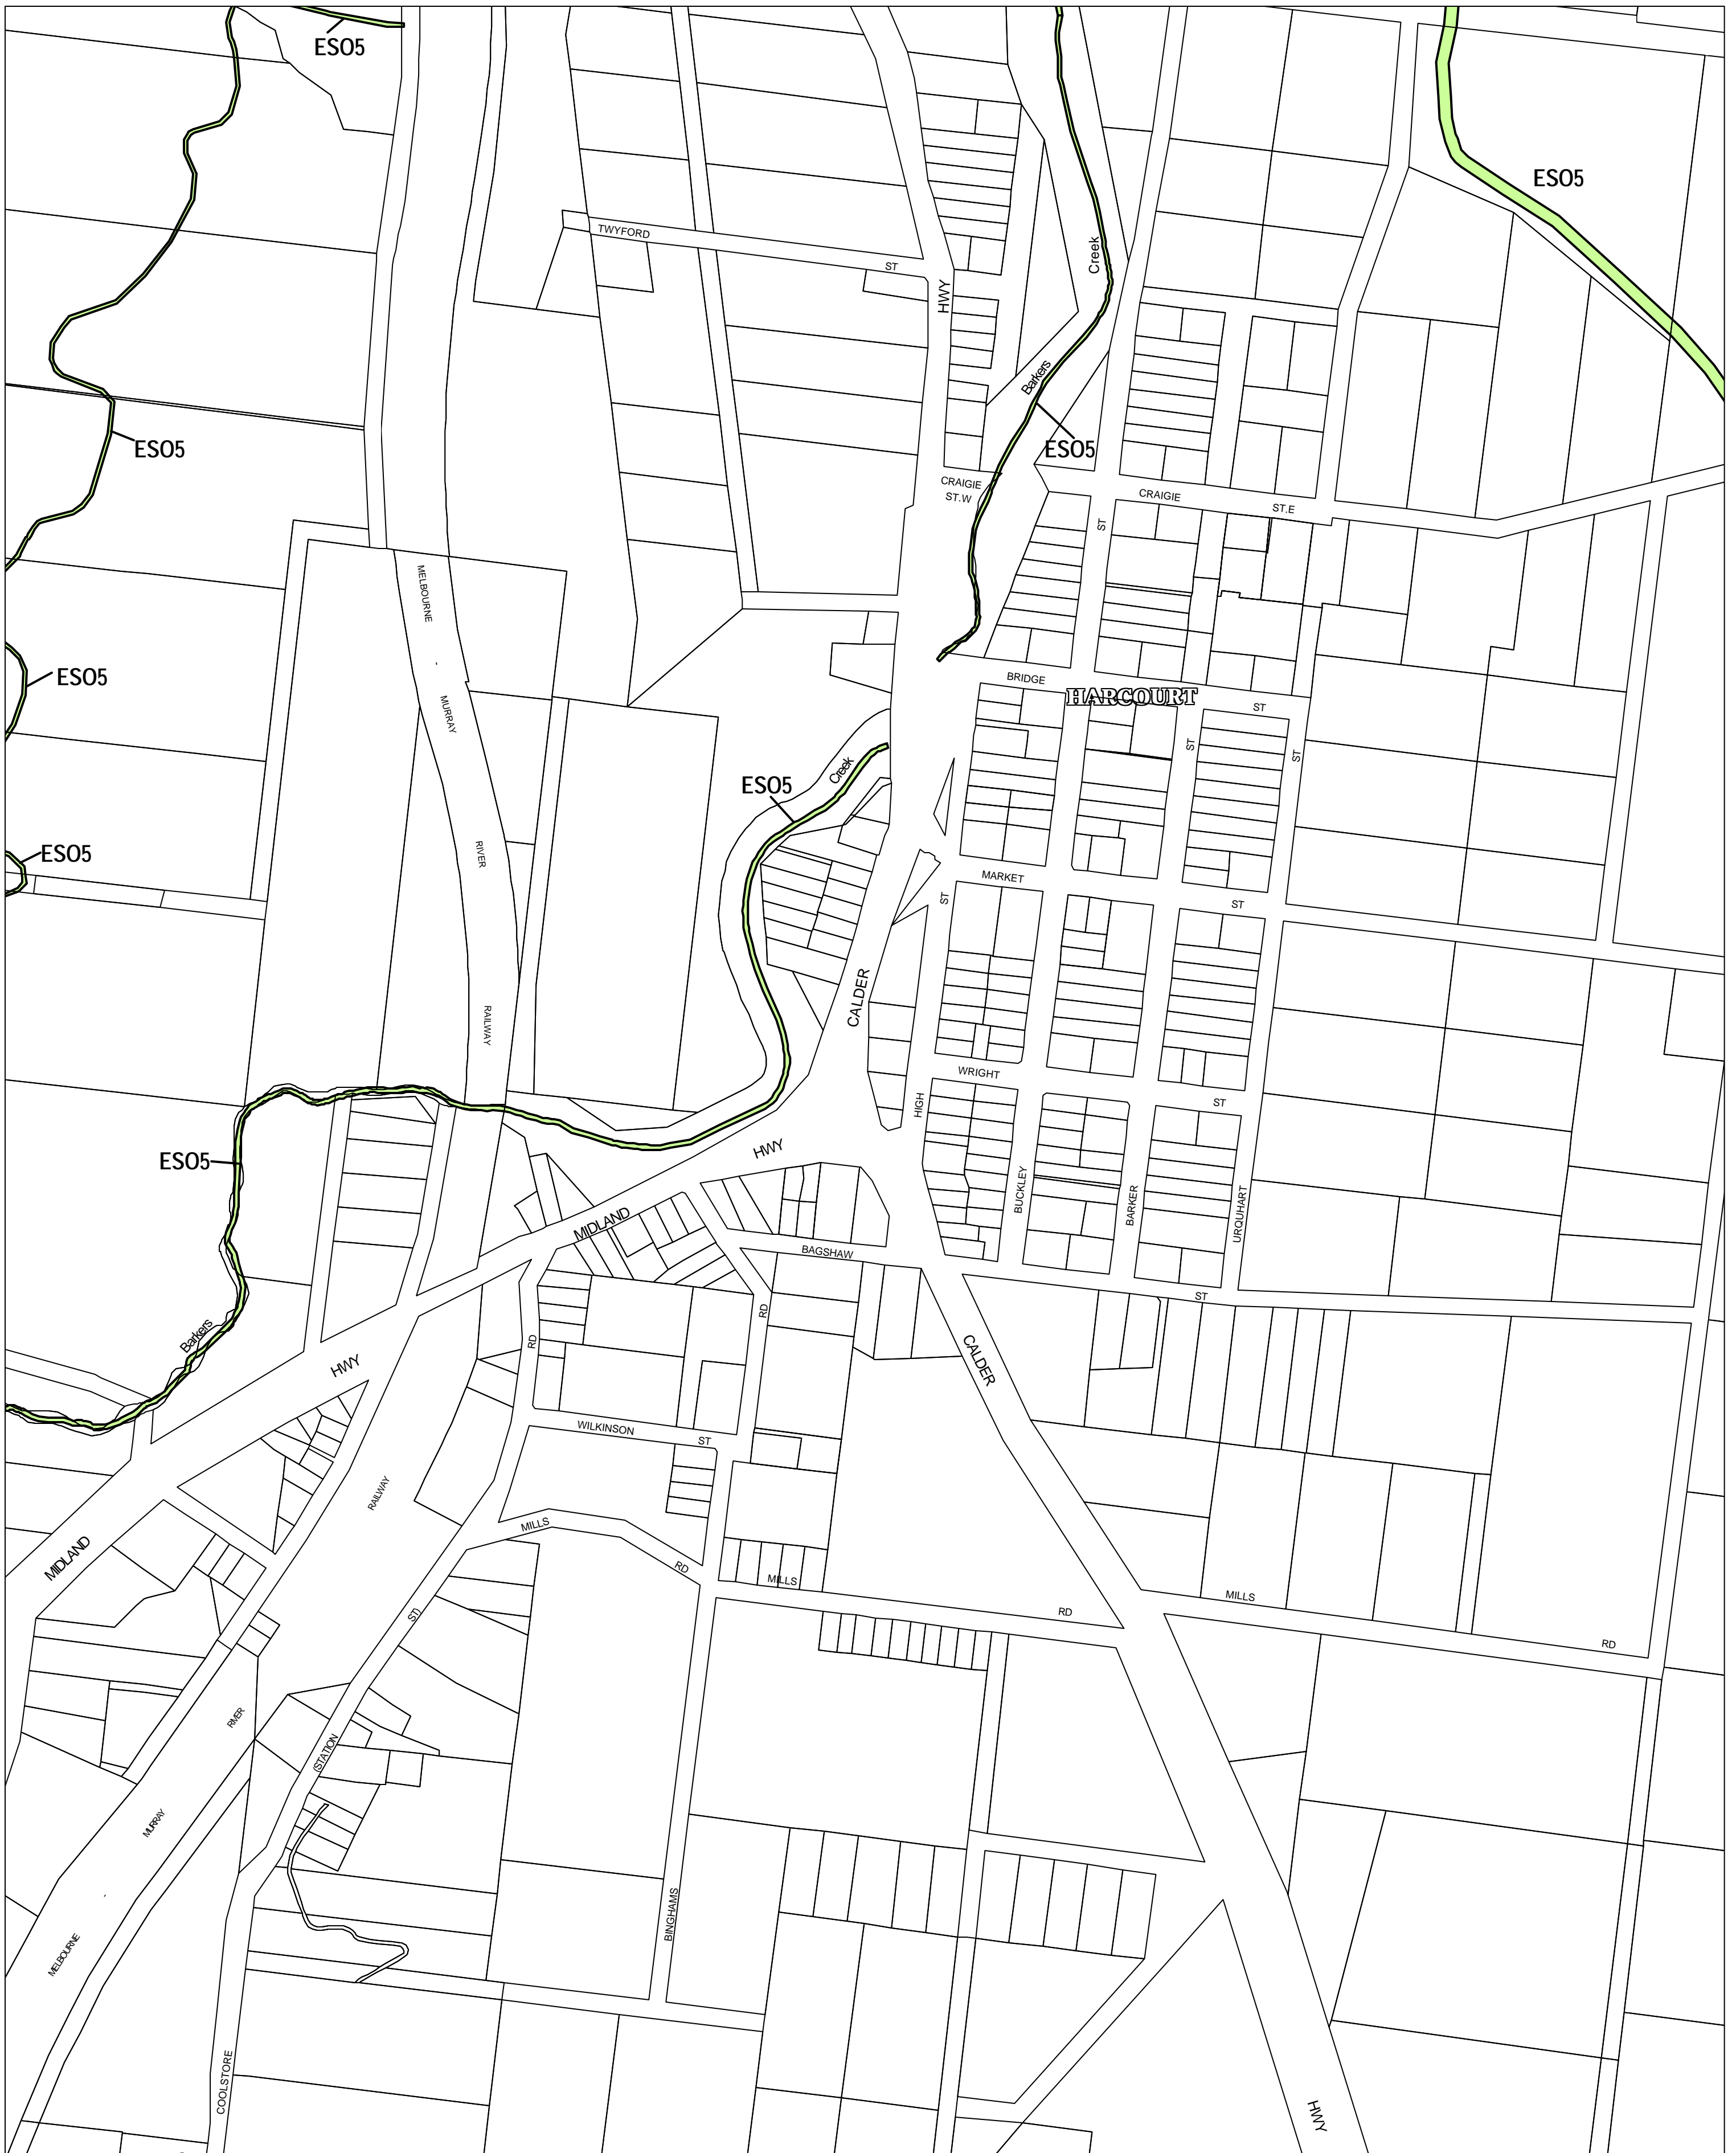 ESO5
ESO5
TWYFORD
ST
HWY
Creek
Barkers
ESO5
ESO5
CRAIGIE
ST.W
CRAIGIE
ST.E
ST
MELBOURNE
-
MURRAY
RIVER
RAILWAY
ESO5
BRIDGE
HARCOURT
ST
ST
ST
Creek
ESO5
ESO5
MARKET
ST
ST
CALDER
WRIGHT
ST
HIGH
HWY
ESO5
BUCKLEY
BARKER
URQUHART
MIDLAND
BAGSHAW
ST
RD
RD
Barkers
HWY
CALDER
WILKINSON
ST
RAILWAY
MIDLAND
MILLS
RD
MILLS
RD
MILLS
RD
ST)
(STATION
RIVER
MURRAY
-
MELBOURNE
BINGHAMS
COOLSTORE
HWY